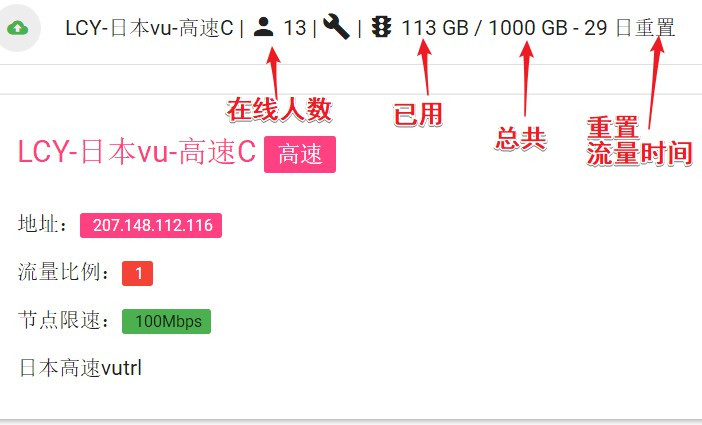 LCY-日本vu-高速C | 13 | | 113 GB / 1000 GB - 29 日重置
在线人数
已用
总共
重置
流量时间
LCY-日本vu-高速C 高速
地址： 207.148.112.116
流量比例： 1
节点限速： 100Mbps
日本高速vutrl